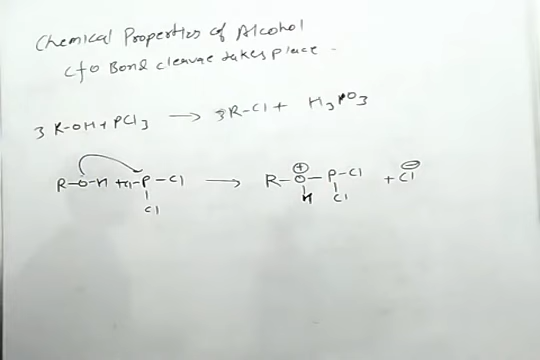 Chemical Properties of Alcohol
C-O Bond cleavae takes place -
3 R-OH + PCl3 → 3R-Cl + H3PO3
R-O-H + Cl-P-Cl → R-O-P-Cl + Cl
Cl H Cl